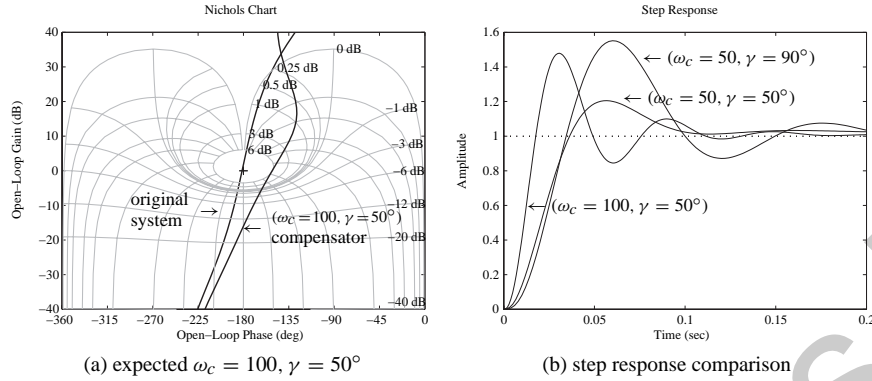 Nichols Chart
Open−Loop Gain (dB)
40
30
20
10
0
−10
−20
−30
−40
0 dB
0.25 dB
0.5 dB
1 dB
3 dB
6 dB
−1 dB
−3 dB
−6 dB
−12 dB
−20 dB
−40 dB
original
system
(ωc = 100, γ = 50°)
compensator
−360 −315 −270 −225 −180 −135 −90 −45 0
Open−Loop Phase (deg)
(a) expected ωc = 100, γ = 50°
Step Response
Amplitude
1.6
1.4
1.2
1
0.8
0.6
0.4
0.2
0
(ωc = 50, γ = 90°)
(ωc = 50, γ = 50°)
(ωc = 100, γ = 50°)
0 0.05 0.1 0.15 0.2
Time (sec)
(b) step response comparison